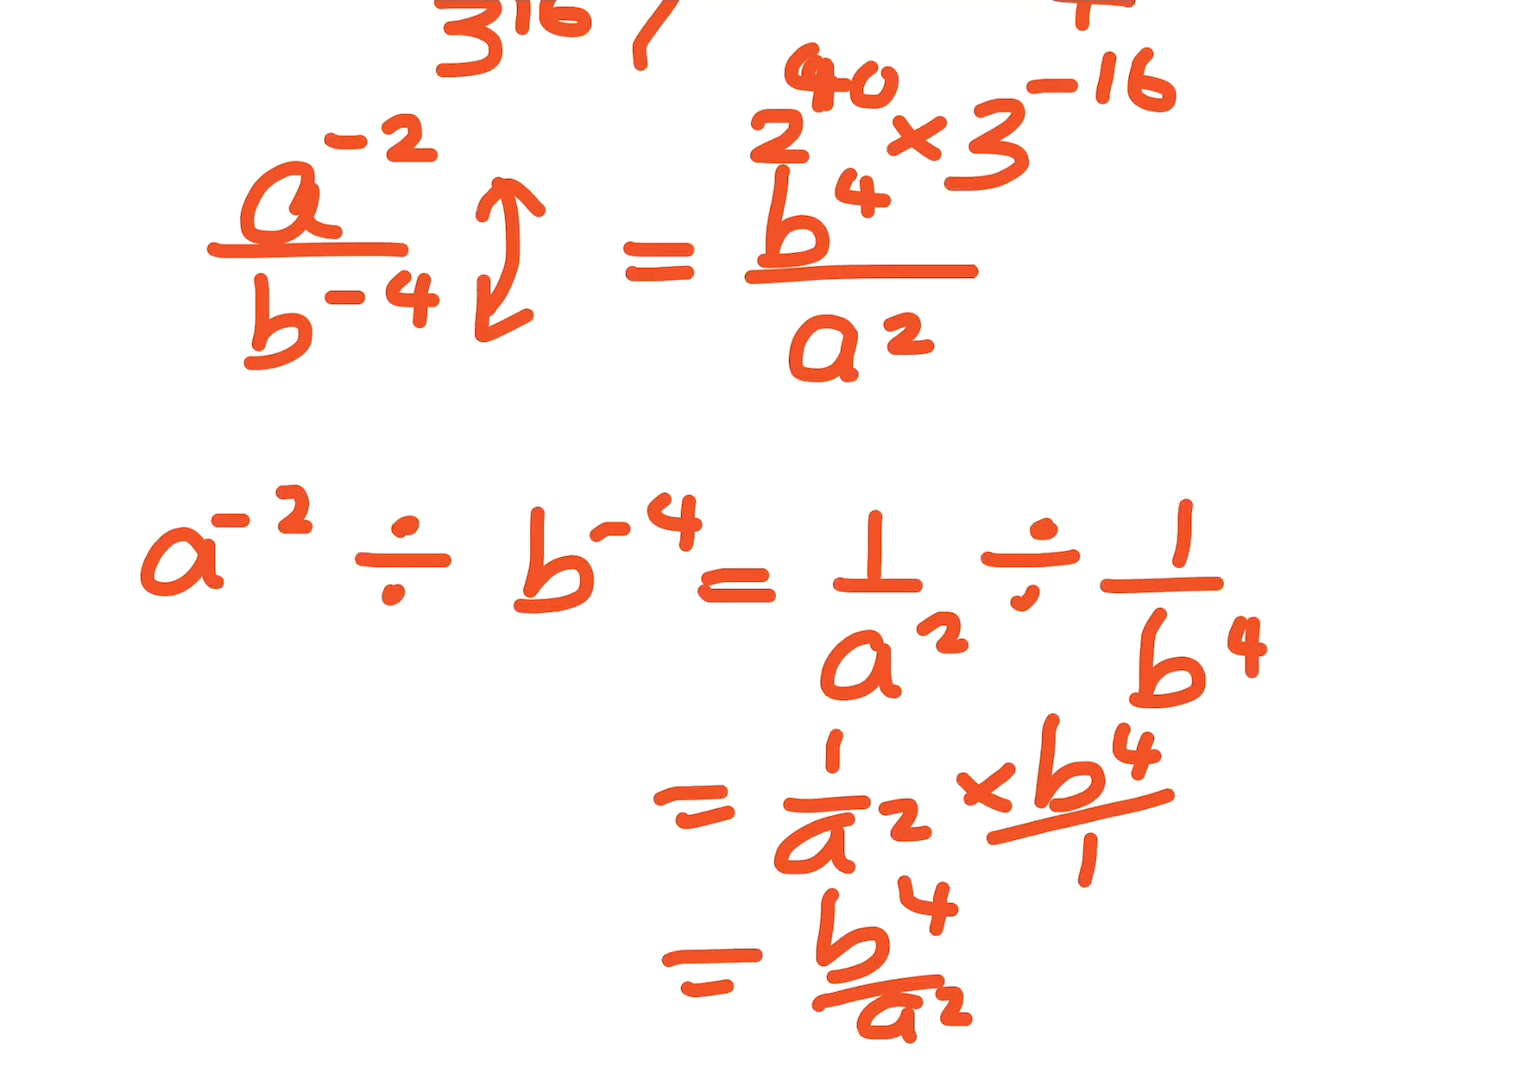 3¹⁶
2⁴⁰ × 3⁻¹⁶
a⁻² / b⁻⁴ = b⁴ / a²
a⁻² ÷ b⁻⁴ = 1/a² ÷ 1/b⁴
= 1/a² × b⁴/1
= b⁴/a²